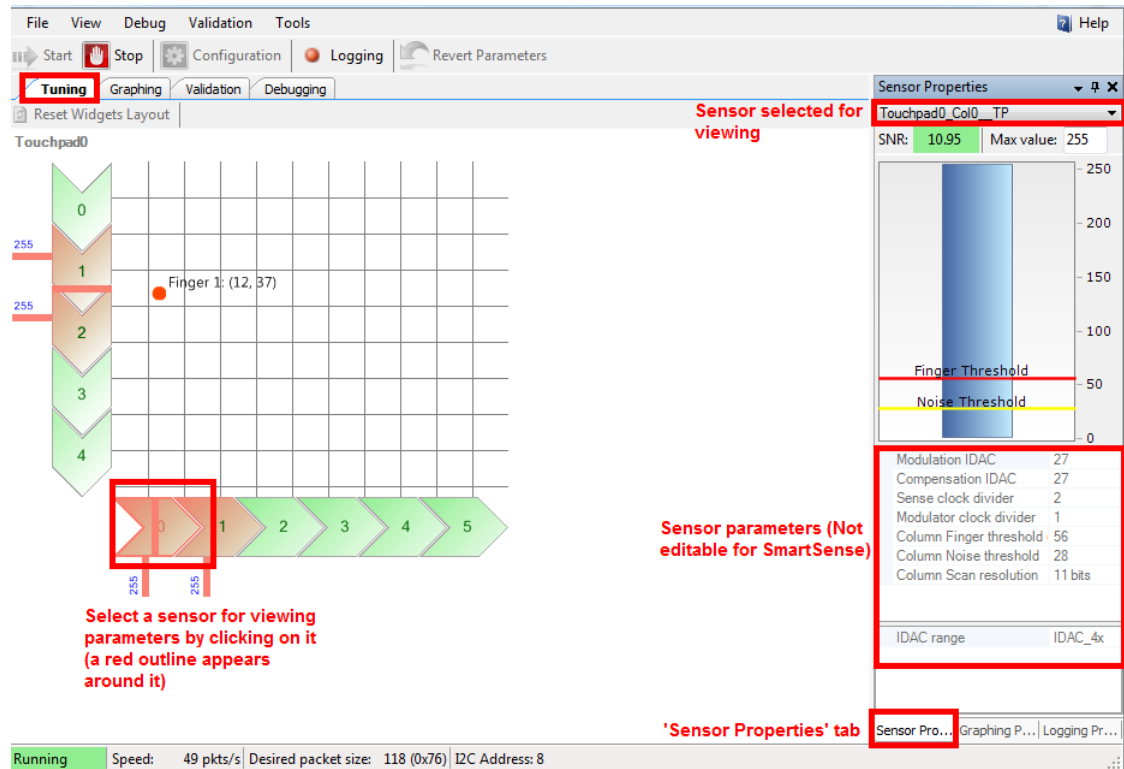 File View Debug Validation Tools Help
Start Stop Configuration Logging Revert Parameters
Tuning Graphing Validation Debugging
Reset Widgets Layout
Touchpad0
0
255
1
Finger 1: (12, 37)
255
2
3
4
0 1 2 3 4 5
255 255
Select a sensor for viewing
parameters by clicking on it
(a red outline appears
around it)
Sensor selected for
viewing
Sensor Properties
Touchpad0_Col0__TP
SNR: 10.95 Max value: 255
250
200
150
100
Finger Threshold
50
Noise Threshold
0
Sensor parameters (Not
editable for SmartSense)
Modulation IDAC 27
Compensation IDAC 27
Sense clock divider 2
Modulator clock divider 1
Column Finger threshold 56
Column Noise threshold 28
Column Scan resolution 11 bits
IDAC range IDAC_4x
'Sensor Properties' tab
Sensor Pro... Graphing P... Logging Pr...
Running Speed: 49 pkts/s Desired packet size: 118 (0x76) I2C Address: 8